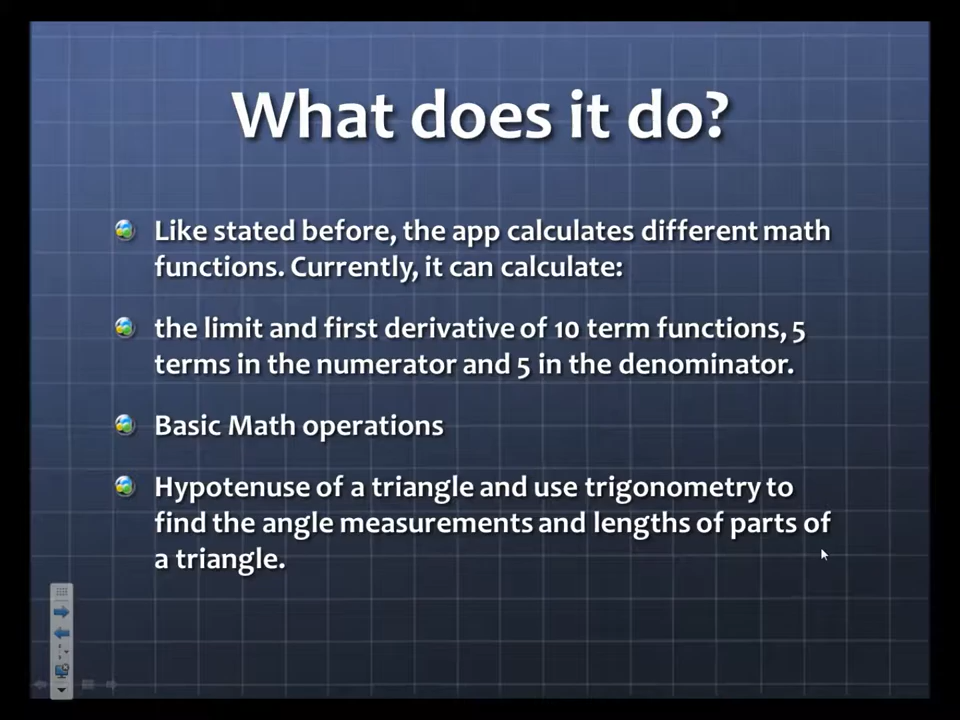 What does it do?
Like stated before, the app calculates different math
functions. Currently, it can calculate:
the limit and first derivative of 10 term functions, 5
terms in the numerator and 5 in the denominator.
Basic Math operations
Hypotenuse of a triangle and use trigonometry to
find the angle measurements and lengths of parts of
a triangle.